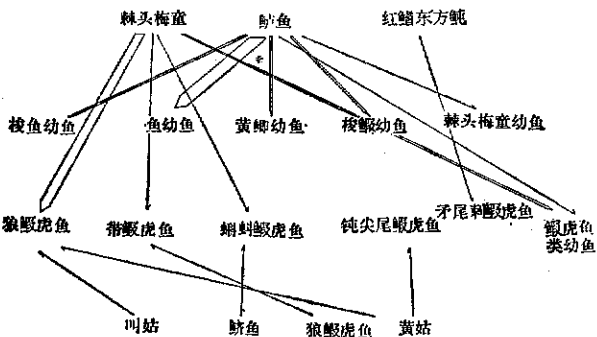 棘头梅童 鲈鱼 红鳍东方鲀
梭鱼幼鱼 鱼幼鱼 黄鲫幼鱼 梭鰕幼鱼 棘头梅童幼鱼
狼鰕虎鱼 带鰕虎鱼 蝌蚪鰕虎鱼 钝尖尾鰕虎鱼 矛尾刺鰕虎鱼 鰕虎鱼
类幼鱼
叫姑 鲚鱼 狼鰕虎鱼 黄姑